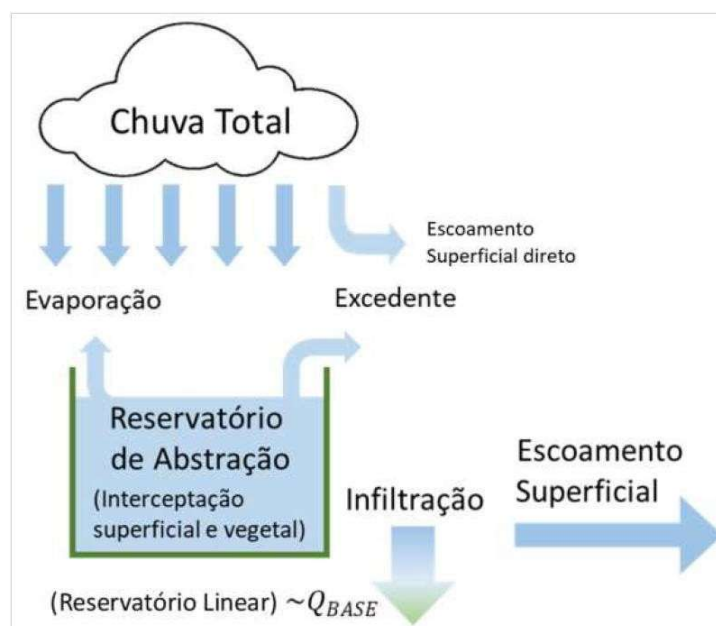 Chuva Total
Escoamento
Superficial direto
Evaporação
Excedente
Reservatório
de Abstração
(Interceptação
superficial e vegetal)
Infiltração
Escoamento
Superficial
(Reservatório Linear) ~Q_BASE